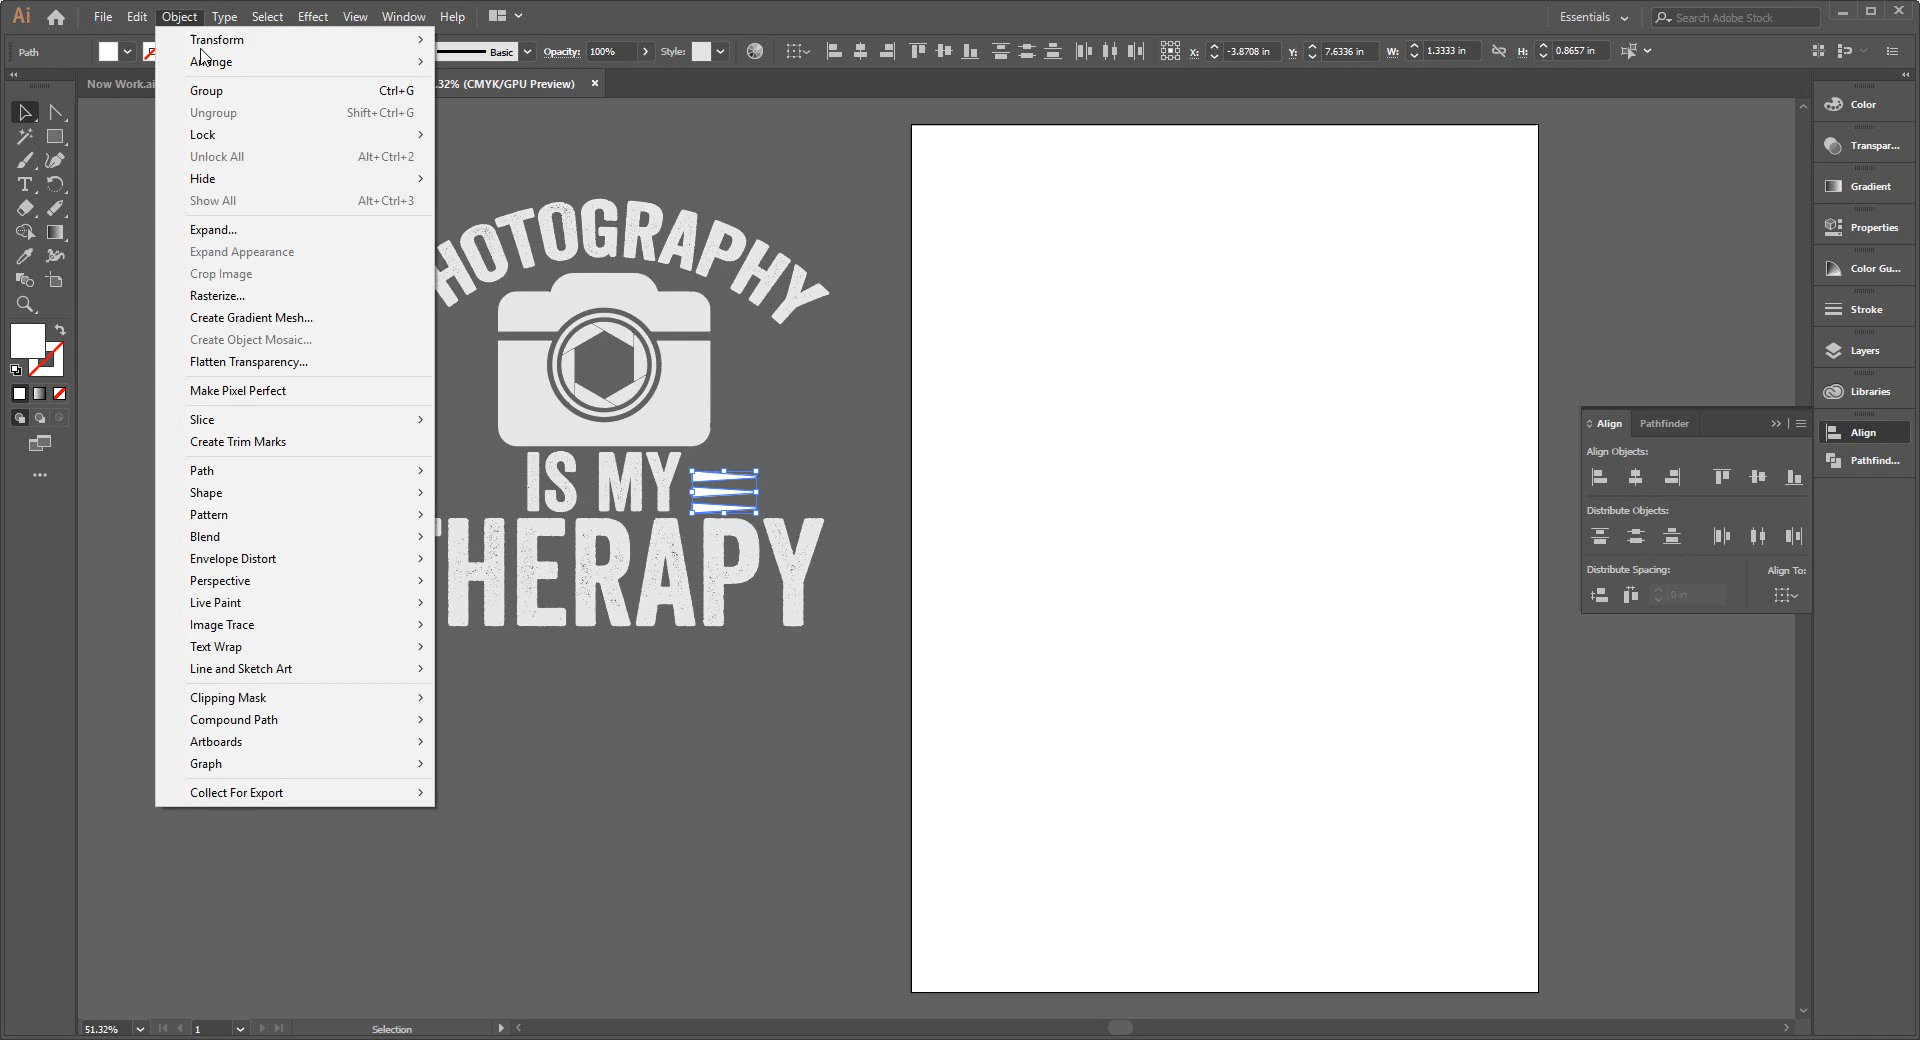 Ai
File Edit Object Type Select Effect View Window Help
Essentials
Search Adobe Stock
Path
Basic
Opacity: 100%
Style:
X: -3.8708 in
Y: 7.6336 in
W: 1.3333 in
H: 0.8657 in
Now Work.ai
.32% (CMYK/GPU Preview)
Transform
Arrange
Group Ctrl+G
Ungroup Shift+Ctrl+G
Lock
Unlock All Alt+Ctrl+2
Hide
Show All Alt+Ctrl+3
Expand...
Expand Appearance
Crop Image
Rasterize...
Create Gradient Mesh...
Create Object Mosaic...
Flatten Transparency...
Make Pixel Perfect
Slice
Create Trim Marks
Path
Shape
Pattern
Blend
Envelope Distort
Perspective
Live Paint
Image Trace
Text Wrap
Line and Sketch Art
Clipping Mask
Compound Path
Artboards
Graph
Collect For Export
HOTOGRAPHY
IS MY
THERAPY
Color
Transpar...
Gradient
Properties
Color Gu...
Stroke
Layers
Libraries
Align
Pathfind...
Align Pathfinder
Align Objects:
Distribute Objects:
Distribute Spacing:
Align To:
0 in
51.32%
1
Selection